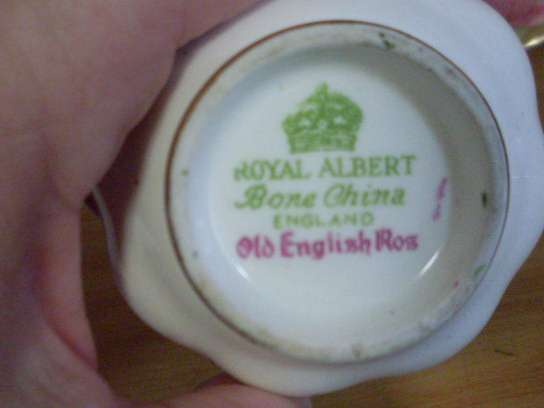 ROYAL ALBERT
Bone China
ENGLAND
Old English Ros